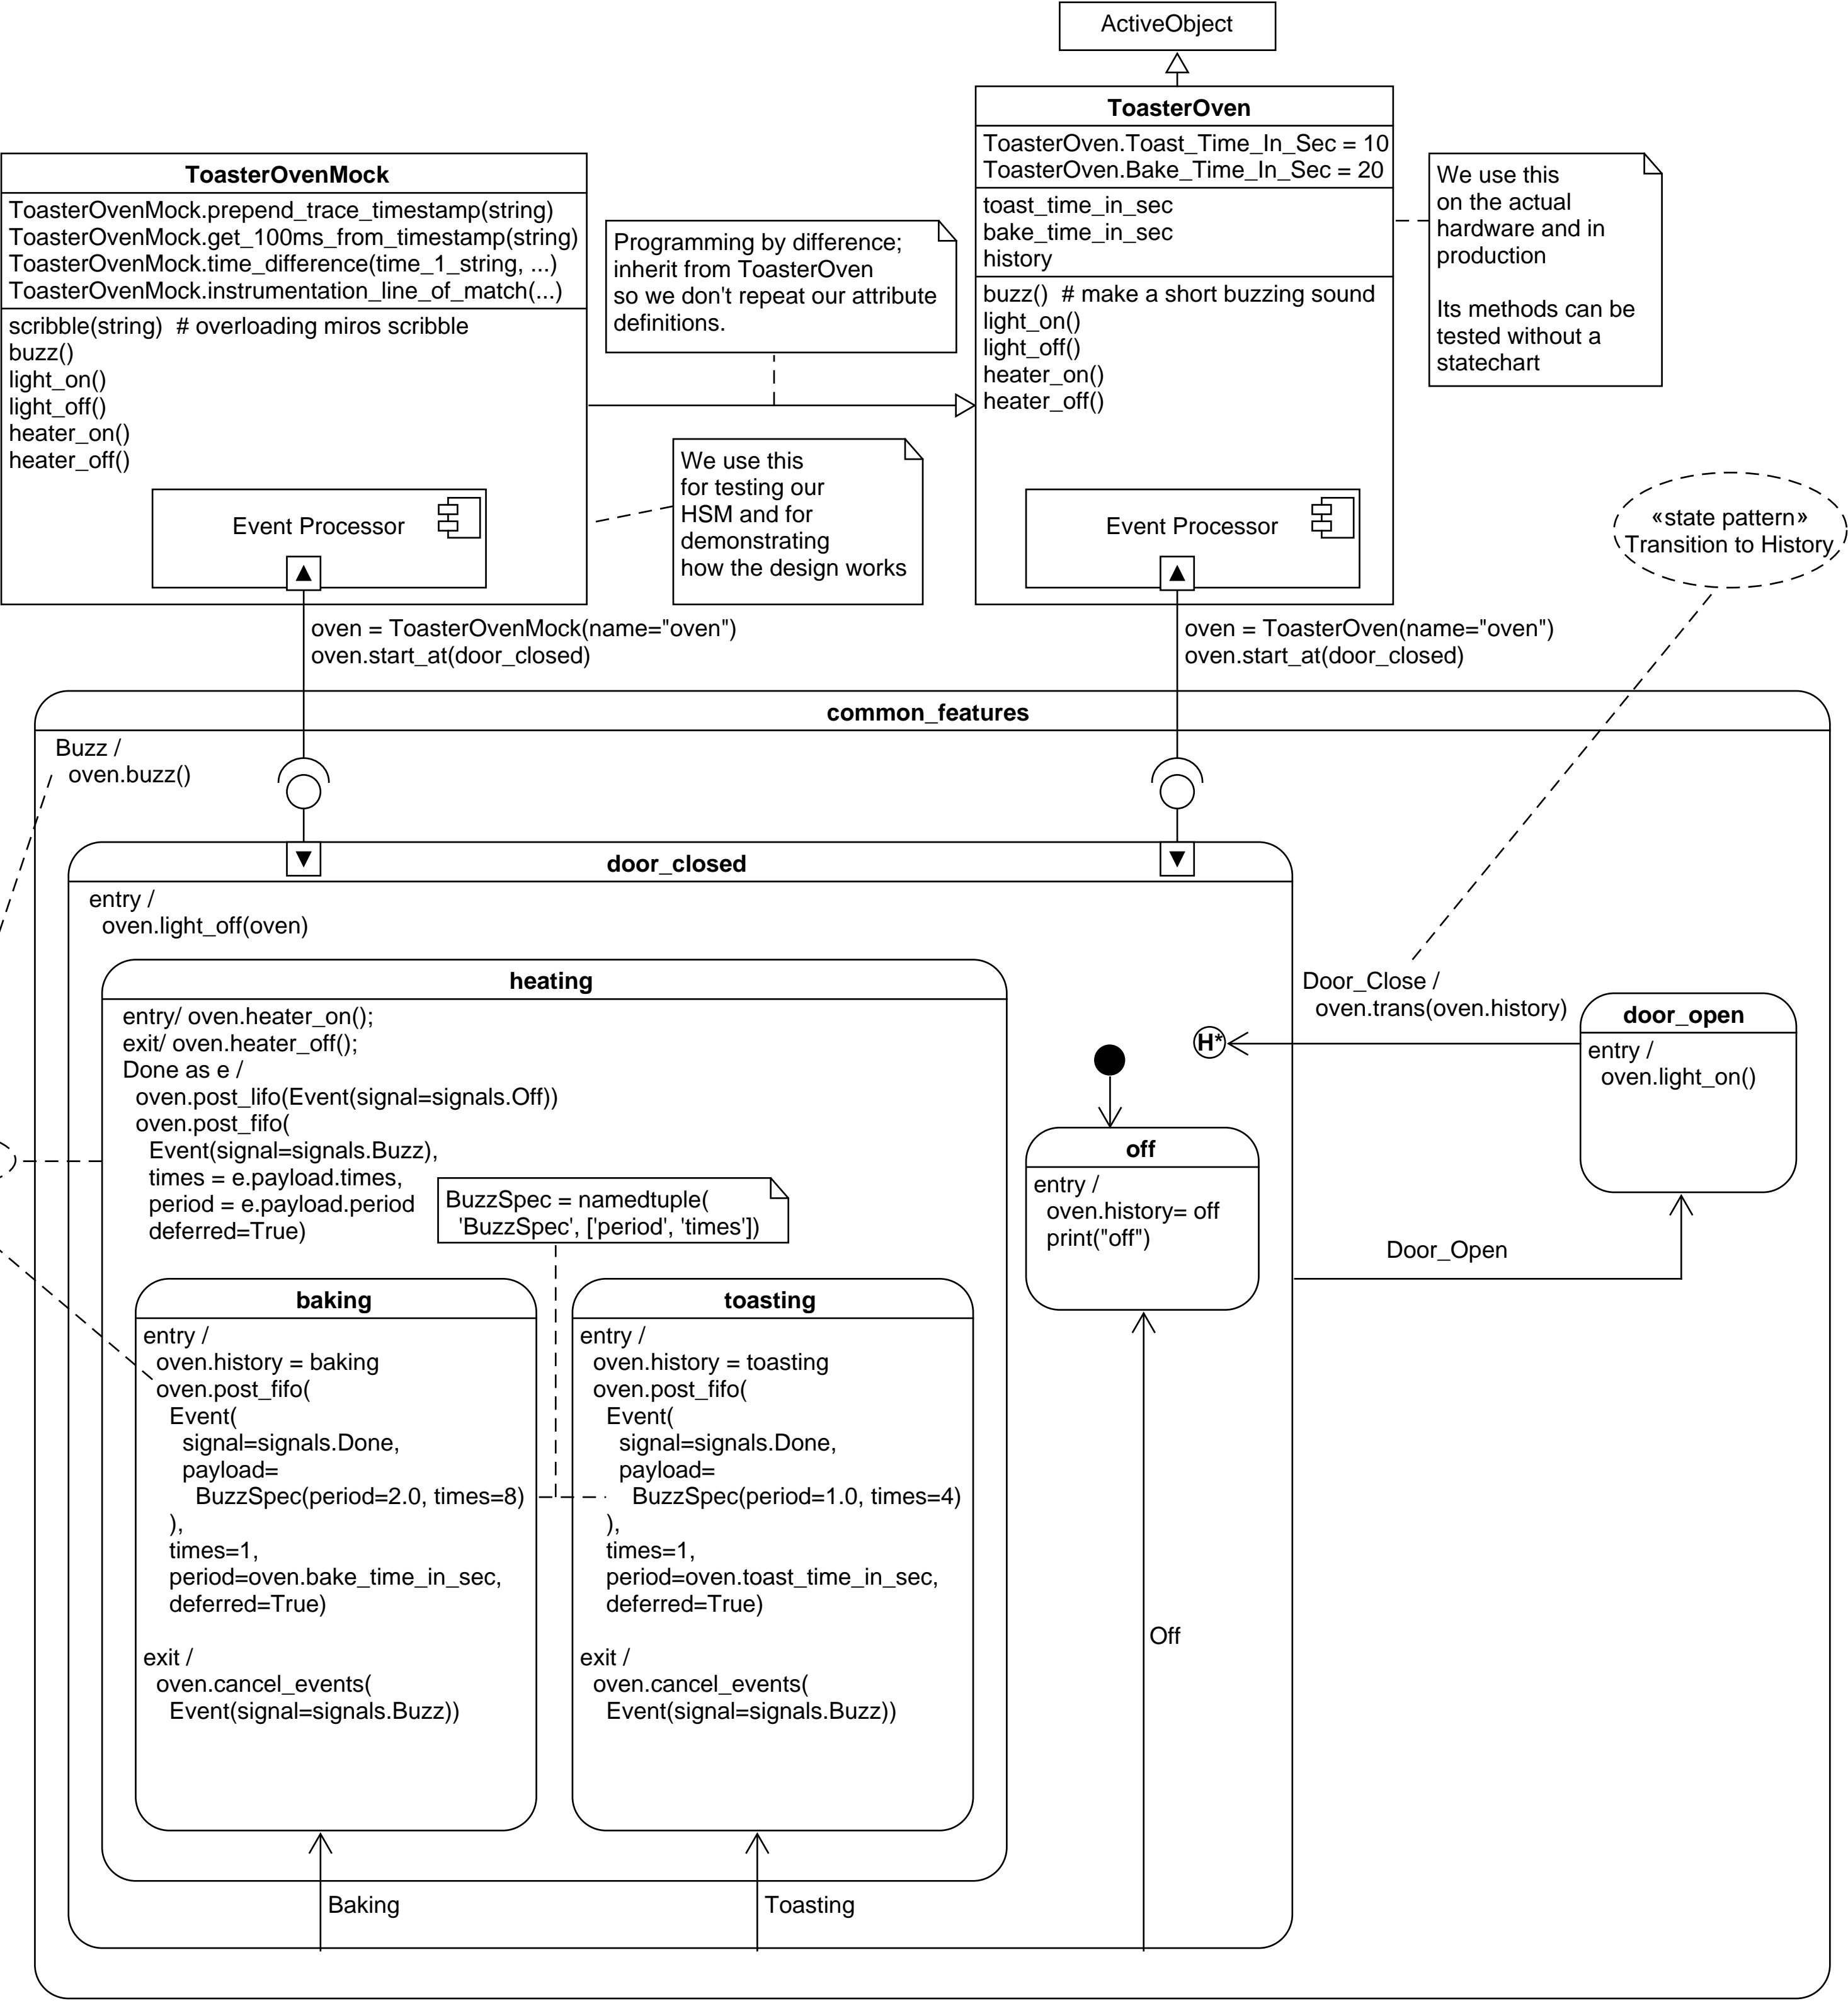 ActiveObject
ToasterOven
ToasterOven.Toast_Time_In_Sec = 10
ToasterOven.Bake_Time_In_Sec = 20
toast_time_in_sec
bake_time_in_sec
history
buzz()  # make a short buzzing sound
light_on()
light_off()
heater_on()
heater_off()
Event Processor
ToasterOvenMock
ToasterOvenMock.prepend_trace_timestamp(string)
ToasterOvenMock.get_100ms_from_timestamp(string)
ToasterOvenMock.time_difference(time_1_string, ...)
ToasterOvenMock.instrumentation_line_of_match(...)
scribble(string)  # overloading miros scribble
buzz()
light_on()
light_off()
heater_on()
heater_off()
Event Processor
Programming by difference;
inherit from ToasterOven
so we don't repeat our attribute
definitions.
We use this
for testing our
HSM and for
demonstrating
how the design works
We use this
on the actual
hardware and in
production
Its methods can be
tested without a
statechart
«state pattern»
Transition to History
oven = ToasterOvenMock(name="oven")
oven.start_at(door_closed)
oven = ToasterOven(name="oven")
oven.start_at(door_closed)
common_features
Buzz /
oven.buzz()
door_closed
entry /
oven.light_off(oven)
heating
entry/ oven.heater_on();
exit/ oven.heater_off();
Done as e /
oven.post_lifo(Event(signal=signals.Off))
oven.post_fifo(
Event(signal=signals.Buzz),
times = e.payload.times,
period = e.payload.period
deferred=True)
BuzzSpec = namedtuple(
'BuzzSpec', ['period', 'times'])
baking
entry /
oven.history = baking
oven.post_fifo(
Event(
signal=signals.Done,
payload=
BuzzSpec(period=2.0, times=8)
),
times=1,
period=oven.bake_time_in_sec,
deferred=True)
exit /
oven.cancel_events(
Event(signal=signals.Buzz))
toasting
entry /
oven.history = toasting
oven.post_fifo(
Event(
signal=signals.Done,
payload=
BuzzSpec(period=1.0, times=4)
),
times=1,
period=oven.toast_time_in_sec,
deferred=True)
exit /
oven.cancel_events(
Event(signal=signals.Buzz))
Baking
Toasting
off
entry /
oven.history= off
print("off")
Off
H*
Door_Close /
oven.trans(oven.history)
door_open
entry /
oven.light_on()
Door_Open